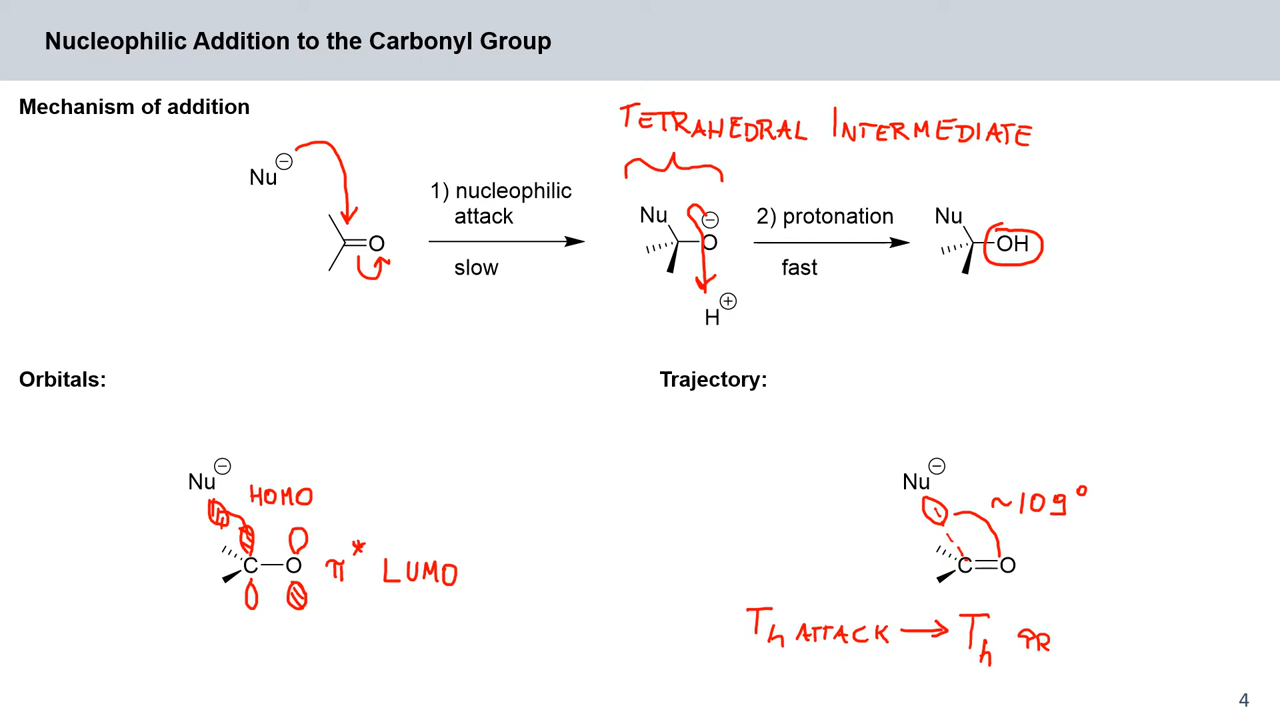 Nucleophilic Addition to the Carbonyl Group
Mechanism of addition
TETRAHEDRAL INTERMEDIATE
Nu ⊖
O
1) nucleophilic
attack
slow
Nu
⊖
O
H ⊕
2) protonation
fast
Nu
OH
Orbitals:
Trajectory:
Nu ⊖
HOMO
C O
π* LUMO
Nu ⊖
~109°
C O
Th ATTACK → Th PR
4